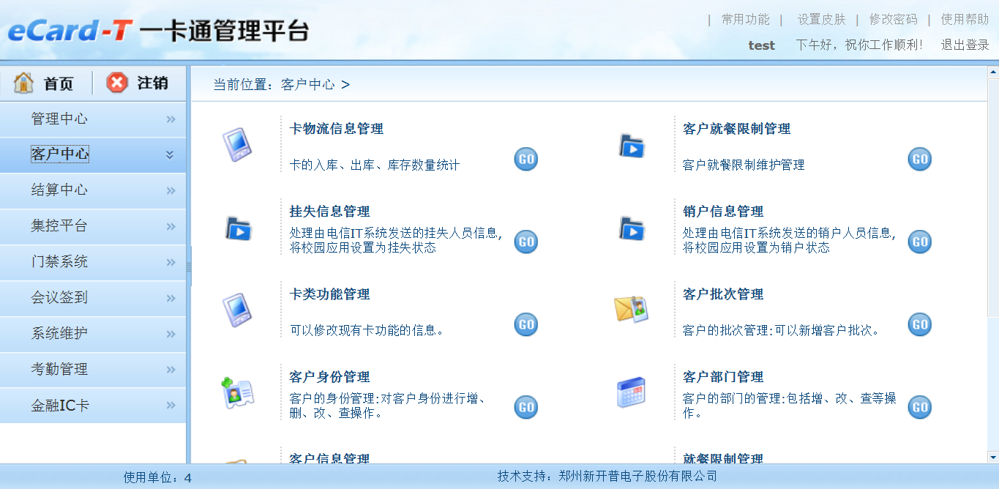 eCard-T 一卡通管理平台
| 常用功能 | 设置皮肤 | 修改密码 | 使用帮助
test 下午好，祝你工作顺利! 退出登录
首页 注销
当前位置：客户中心 >
管理中心
客户中心
结算中心
集控平台
门禁系统
会议签到
系统维护
考勤管理
金融IC卡
卡物流信息管理
卡的入库、出库、库存数量统计
GO
客户就餐限制管理
客户就餐限制维护管理
GO
挂失信息管理
处理由电信IT系统发送的挂失人员信息,
将校园应用设置为挂失状态
GO
销户信息管理
处理由电信IT系统发送的销户人员信息,
将校园应用设置为销户状态
GO
卡类功能管理
可以修改现有卡功能的信息。
GO
客户批次管理
客户的批次管理:可以新增客户批次。
GO
客户身份管理
客户的身份管理:对客户身份进行增、
删、改、查操作。
GO
客户部门管理
客户的部门的管理:包括增、改、查等操
作。
GO
客户信息管理
就餐限制管理
使用单位：4
技术支持：郑州新开普电子股份有限公司